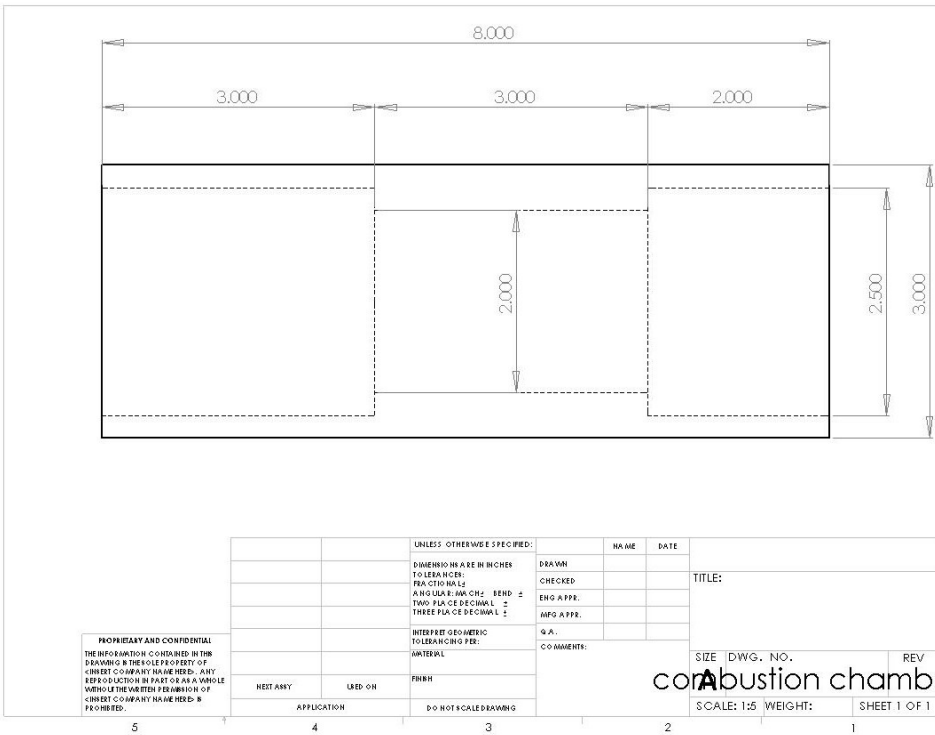 8.000
3.000
3.000
2.000
2.000
2.500
3.000
PROPRIETARY AND CONFIDENTIAL
THE INFORMATION CONTAINED IN THIS
DRAWING IS THE SOLE PROPERTY OF
<INSERT COMPANY NAME HERE>. ANY
REPRODUCTION IN PART OR AS A WHOLE
WITHOUT THE WRITTEN PERMISSION OF
<INSERT COMPANY NAME HERE> IS
PROHIBITED.
NEXT ASSY
USED ON
APPLICATION
UNLESS OTHERWISE SPECIFIED:
DIMENSIONS ARE IN INCHES
TOLERANCES:
FRACTIONAL±
ANGULAR: MACH± BEND ±
TWO PLACE DECIMAL ±
THREE PLACE DECIMAL ±
INTERPRET GEOMETRIC
TOLERANCING PER:
MATERIAL
FINISH
DO NOT SCALE DRAWING
NAME DATE
DRAWN
CHECKED
ENG APPR.
MFG APPR.
Q.A.
COMMENTS:
TITLE:
SIZE DWG. NO. REV
A
combustion chamb
SCALE: 1:5 WEIGHT: SHEET 1 OF 1
5 4 3 2 1